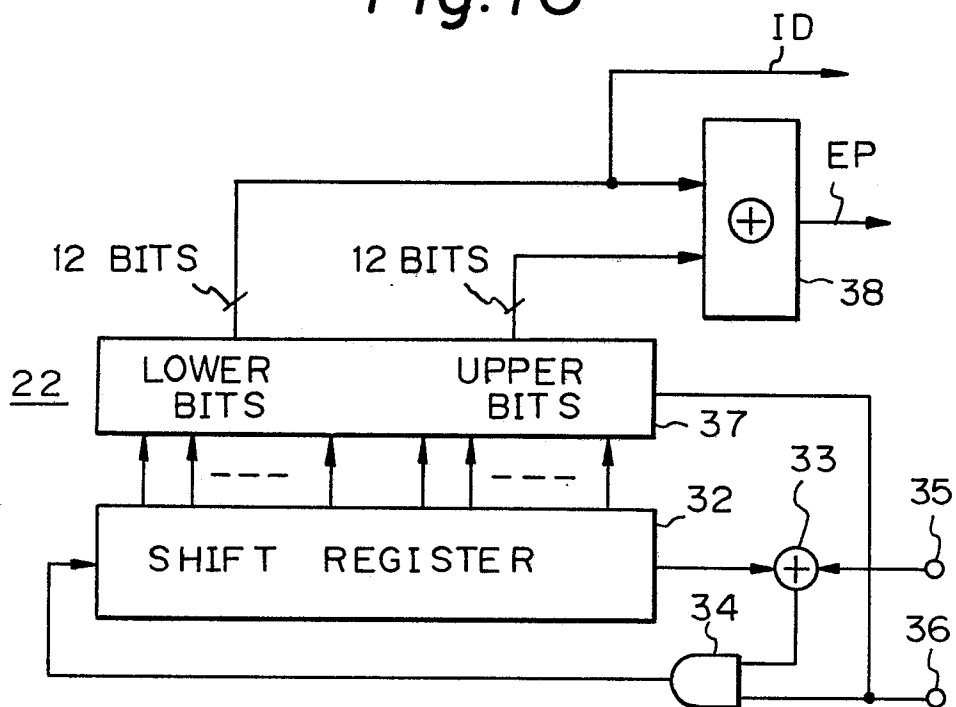 Fig. 10
ID
EP
12 BITS
12 BITS
38
LOWER BITS
UPPER BITS
22
37
33
32
35
SHIFT REGISTER
34
36